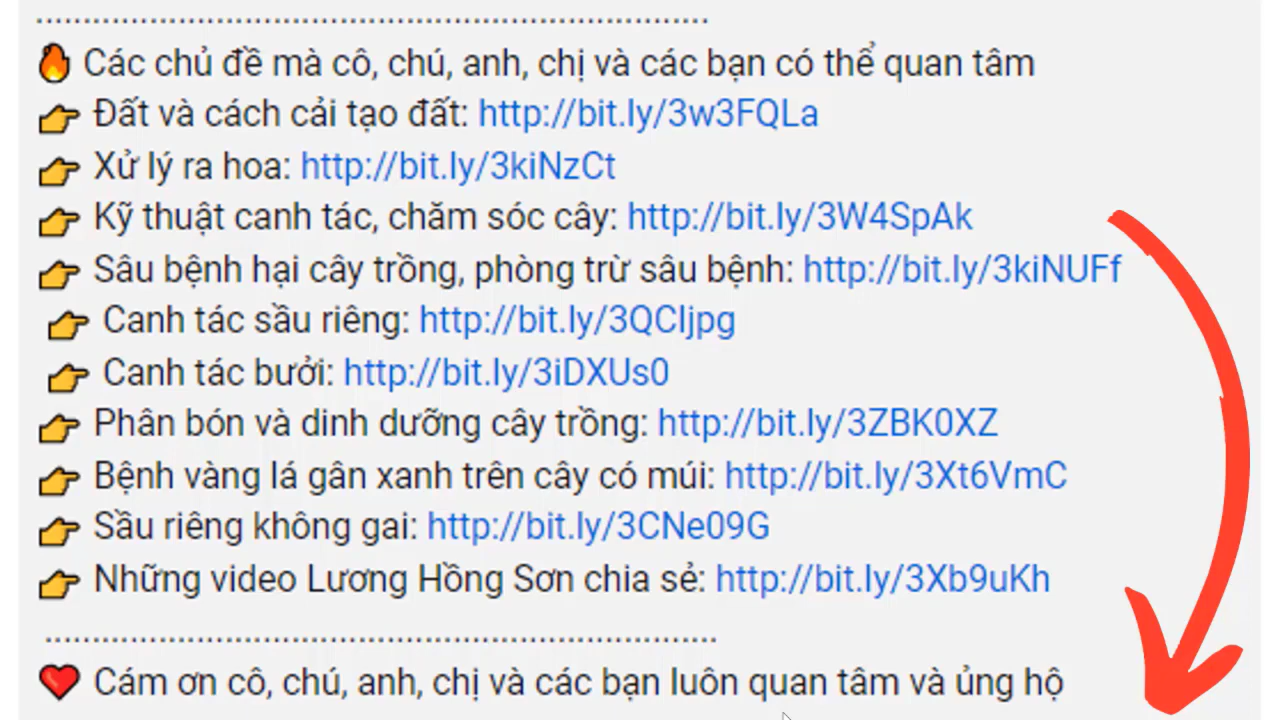 ......................................................................
🔥 Các chủ đề mà cô, chú, anh, chị và các bạn có thể quan tâm
👉 Đất và cách cải tạo đất: http://bit.ly/3w3FQLa
👉 Xử lý ra hoa: http://bit.ly/3kiNzCt
👉 Kỹ thuật canh tác, chăm sóc cây: http://bit.ly/3W4SpAk
👉 Sâu bệnh hại cây trồng, phòng trừ sâu bệnh: http://bit.ly/3kiNUFf
👉 Canh tác sầu riêng: http://bit.ly/3QCljpg
👉 Canh tác bưởi: http://bit.ly/3iDXUs0
👉 Phân bón và dinh dưỡng cây trồng: http://bit.ly/3ZBK0XZ
👉 Bệnh vàng lá gân xanh trên cây có múi: http://bit.ly/3Xt6VmC
👉 Sầu riêng không gai: http://bit.ly/3CNe09G
👉 Những video Lương Hồng Sơn chia sẻ: http://bit.ly/3Xb9uKh
......................................................................
❤️ Cám ơn cô, chú, anh, chị và các bạn luôn quan tâm và ủng hộ